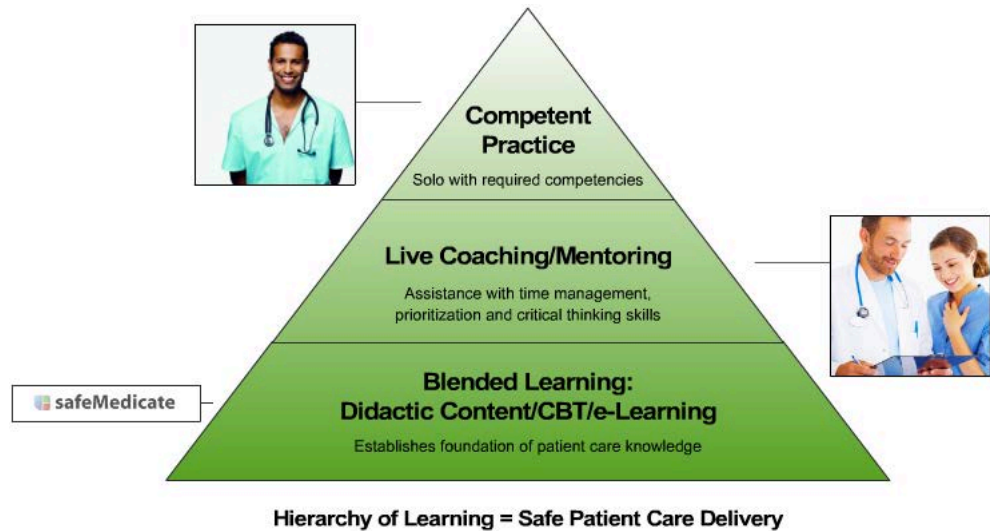 Competent
Practice
Solo with required competencies
Live Coaching/Mentoring
Assistance with time management,
prioritization and critical thinking skills
safeMedicate
Blended Learning:
Didactic Content/CBT/e-Learning
Establishes foundation of patient care knowledge
Hierarchy of Learning = Safe Patient Care Delivery